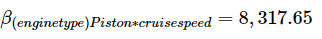 β(enginetype)Piston∗cruisespeed = 8,317.65